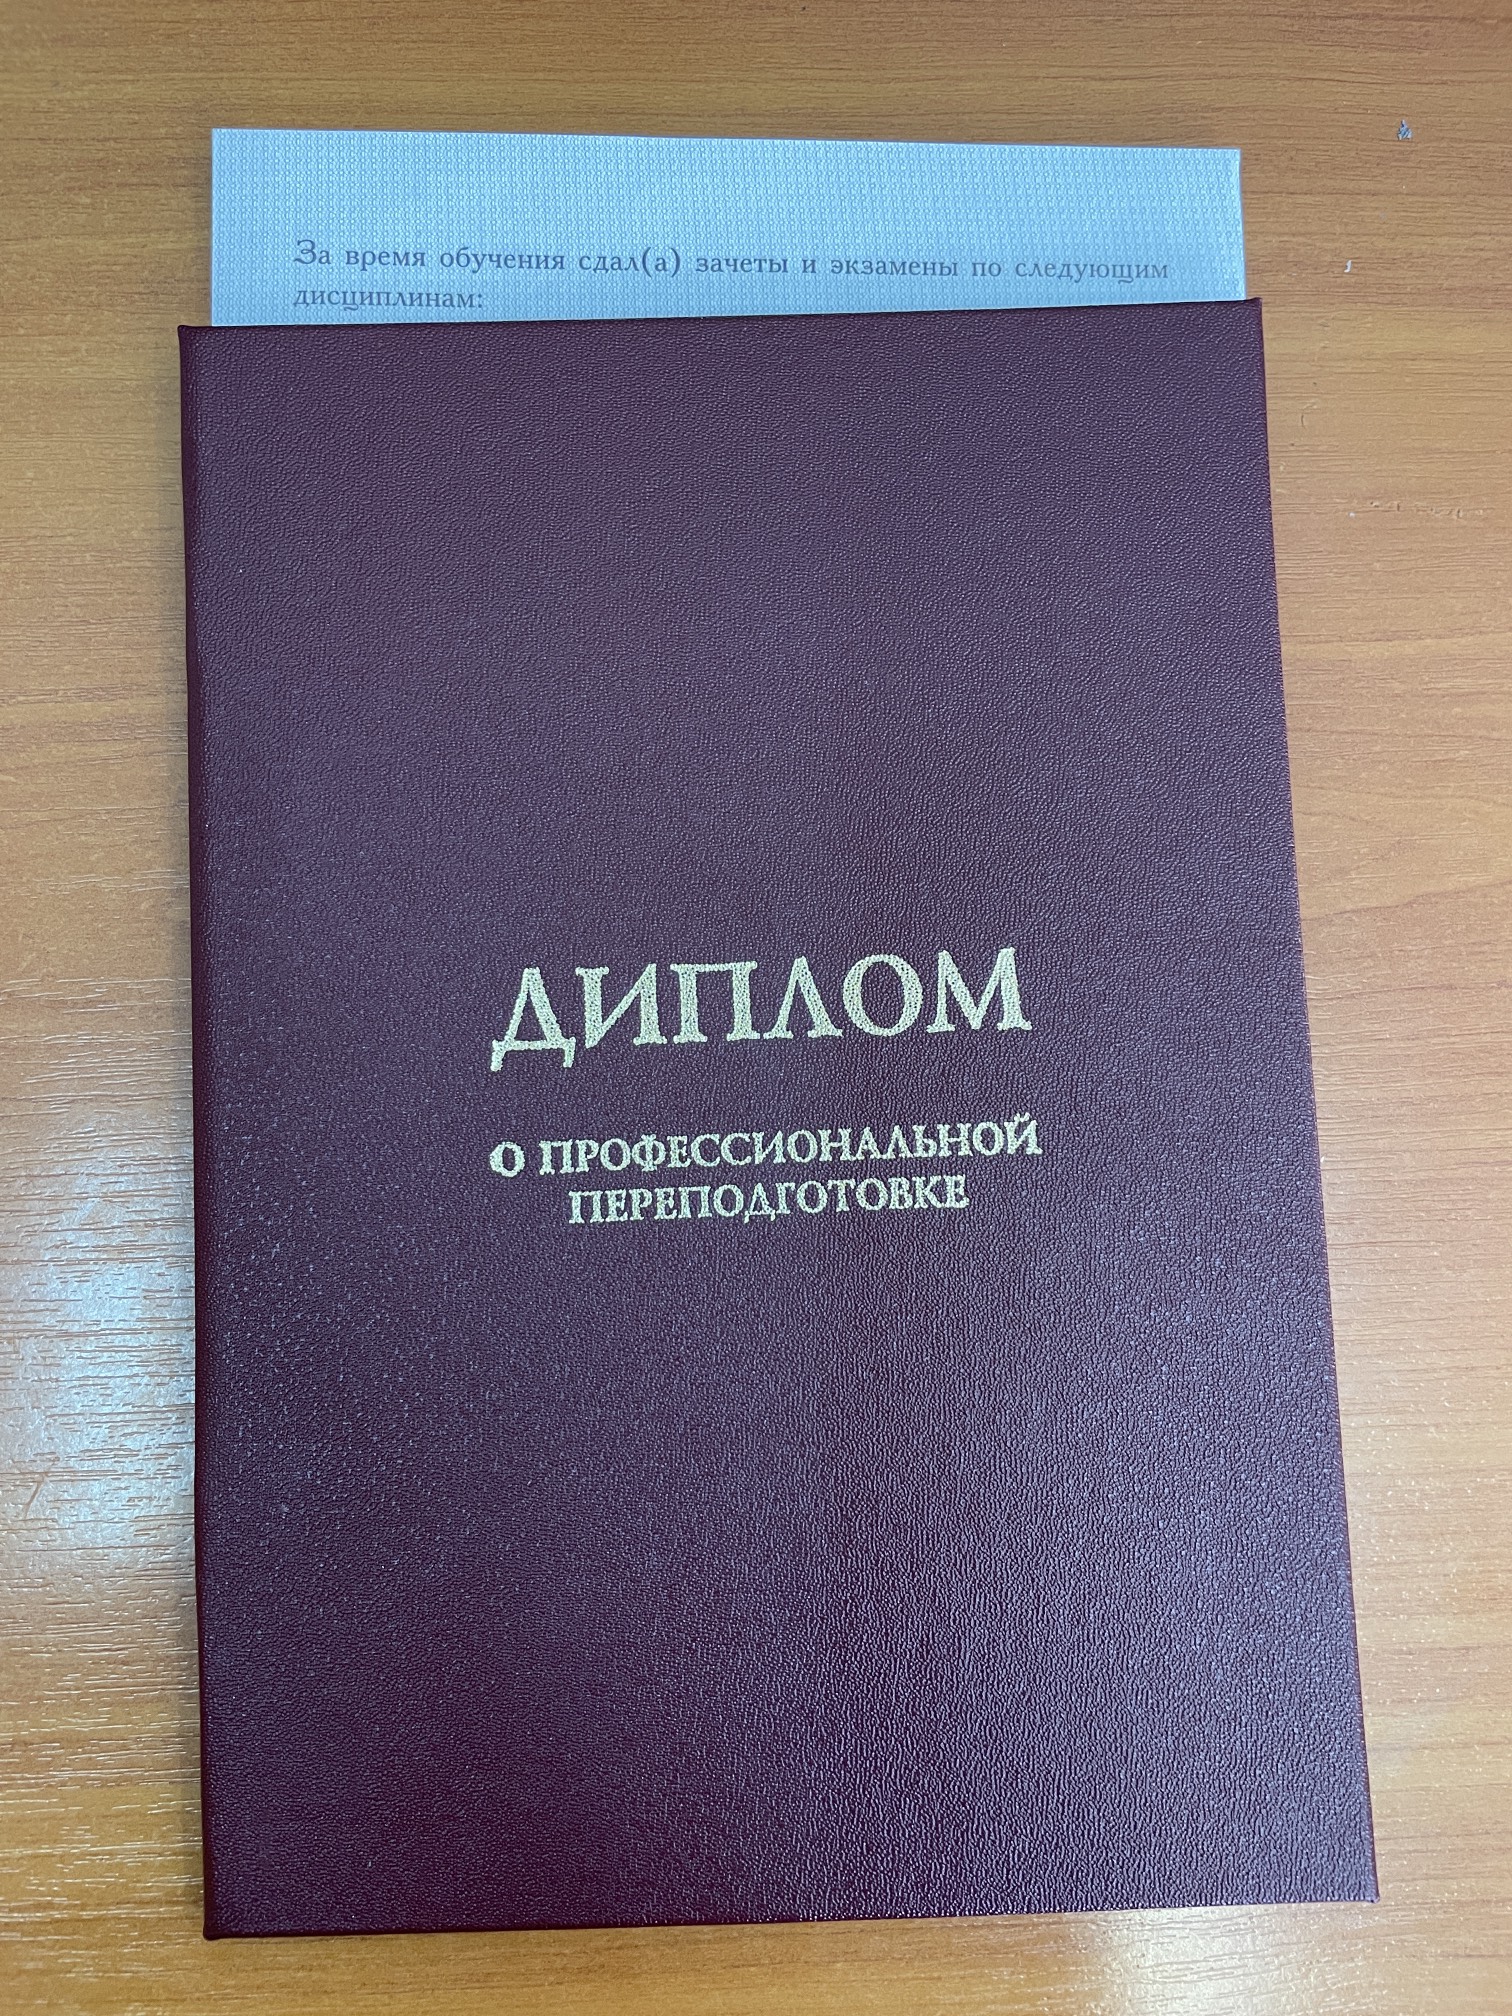 За время обучения сдал(а) зачеты и экзамены по следующим
дисциплинам:
ДИПЛОМ
О ПРОФЕССИОНАЛЬНОЙ
ПЕРЕПОДГОТОВКЕ